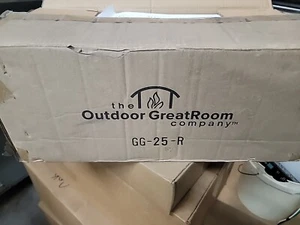 the
Outdoor GreatRoom
company™
GG-25-R